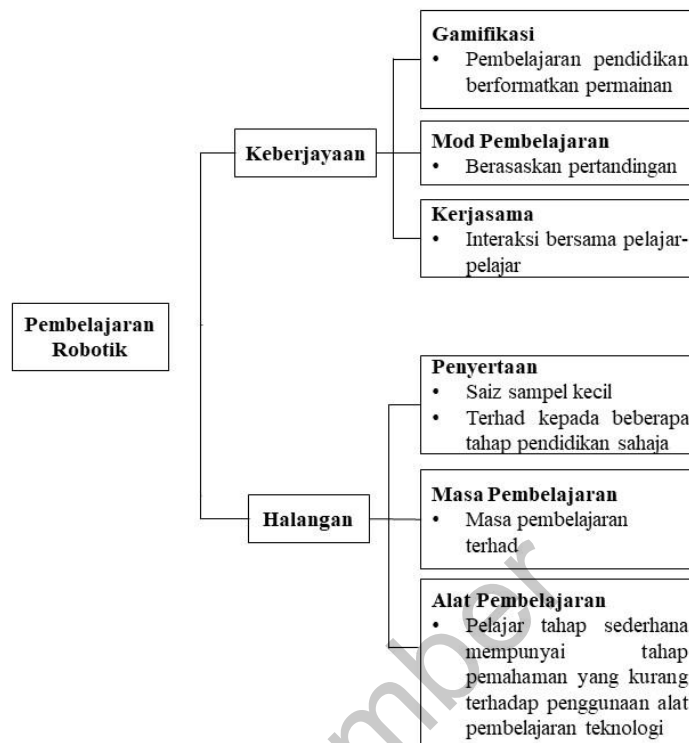 Pembelajaran
Robotik
Keberjayaan
Gamifikasi
• Pembelajaran pendidikan
berformatkan permainan
Mod Pembelajaran
• Berasaskan pertandingan
Kerjasama
• Interaksi bersama pelajar-
pelajar
Halangan
Penyertaan
• Saiz sampel kecil
• Terhad kepada beberapa
tahap pendidikan sahaja
Masa Pembelajaran
• Masa pembelajaran
terhad
Alat Pembelajaran
• Pelajar tahap sederhana
mempunyai tahap
pemahaman yang kurang
terhadap penggunaan alat
pembelajaran teknologi